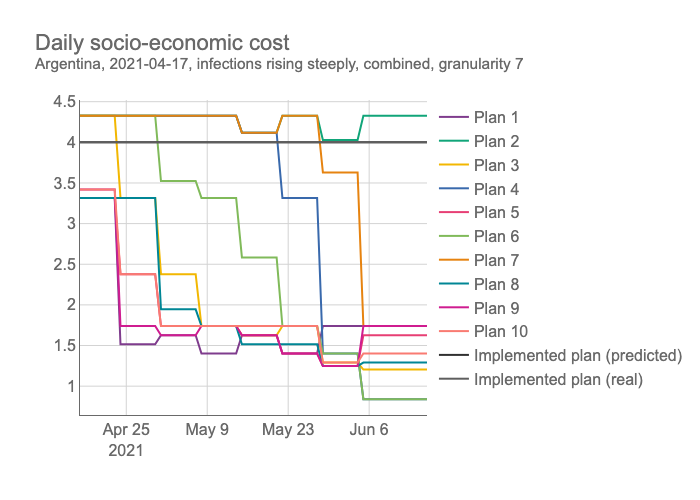 Daily socio-economic cost
Argentina, 2021-04-17, infections rising steeply, combined, granularity 7
4.5
4
3.5
3
2.5
2
1.5
1
Apr 25
2021
May 9
May 23
Jun 6
Plan 1
Plan 2
Plan 3
Plan 4
Plan 5
Plan 6
Plan 7
Plan 8
Plan 9
Plan 10
Implemented plan (predicted)
Implemented plan (real)